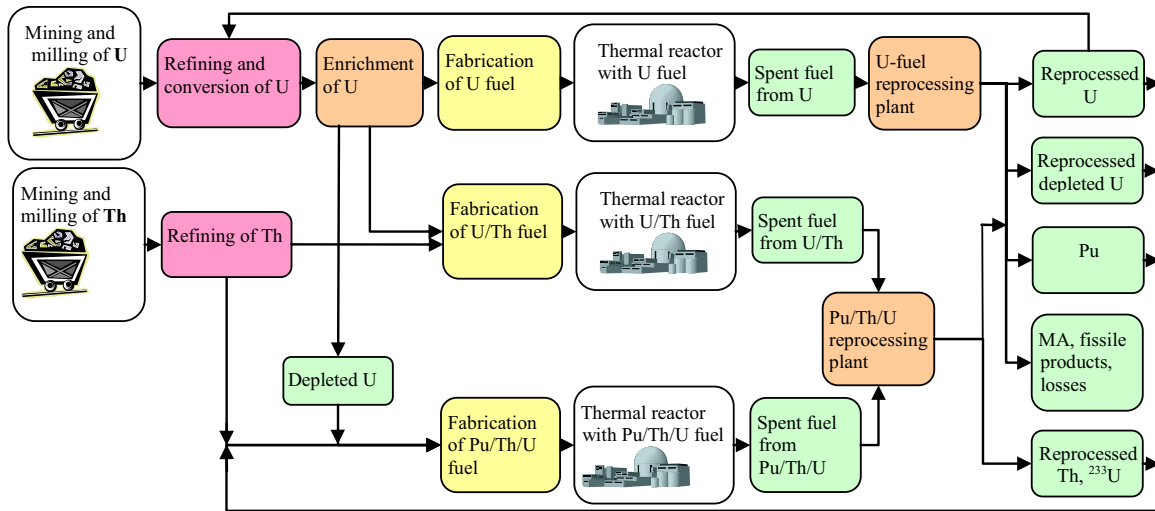 Mining and
milling of U
Refining and
conversion of U
Enrichment
of U
Fabrication
of U fuel
Thermal reactor
with U fuel
Spent fuel
from U
U-fuel
reprocessing
plant
Reprocessed
U
Reprocessed
depleted U
Mining and
milling of Th
Refining of Th
Fabrication
of U/Th fuel
Thermal reactor
with U/Th fuel
Spent fuel
from U/Th
Pu
Pu/Th/U
reprocessing
plant
MA, fissile
products,
losses
Depleted U
Fabrication
of Pu/Th/U
fuel
Thermal reactor
with Pu/Th/U fuel
Spent fuel
from
Pu/Th/U
Reprocessed
Th, ²³³U